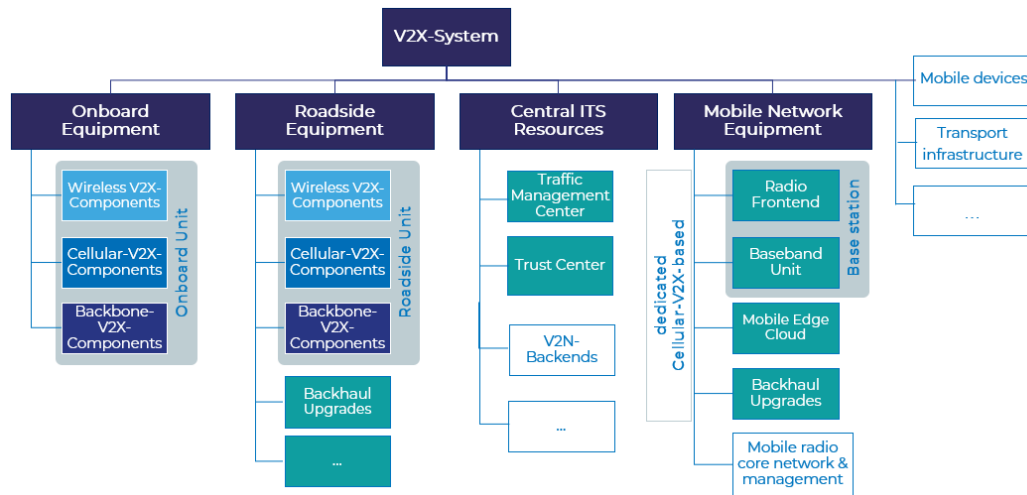 V2X-System
Mobile devices
Transport
infrastructure
...
Onboard
Equipment
Wireless V2X-
Components
Cellular-V2X-
Components
Backbone-V2X-
Components
Onboard Unit
Roadside
Equipment
Wireless V2X-
Components
Cellular-V2X-
Components
Backbone-V2X-
Components
Roadside Unit
Backhaul
Upgrades
...
Central ITS
Resources
Traffic
Management
Center
Trust Center
V2N-
Backends
...
Mobile Network
Equipment
dedicated
Cellular-V2X-based
Radio
Frontend
Baseband
Unit
Base station
Mobile Edge
Cloud
Backhaul
Upgrades
Mobile radio
core network &
management